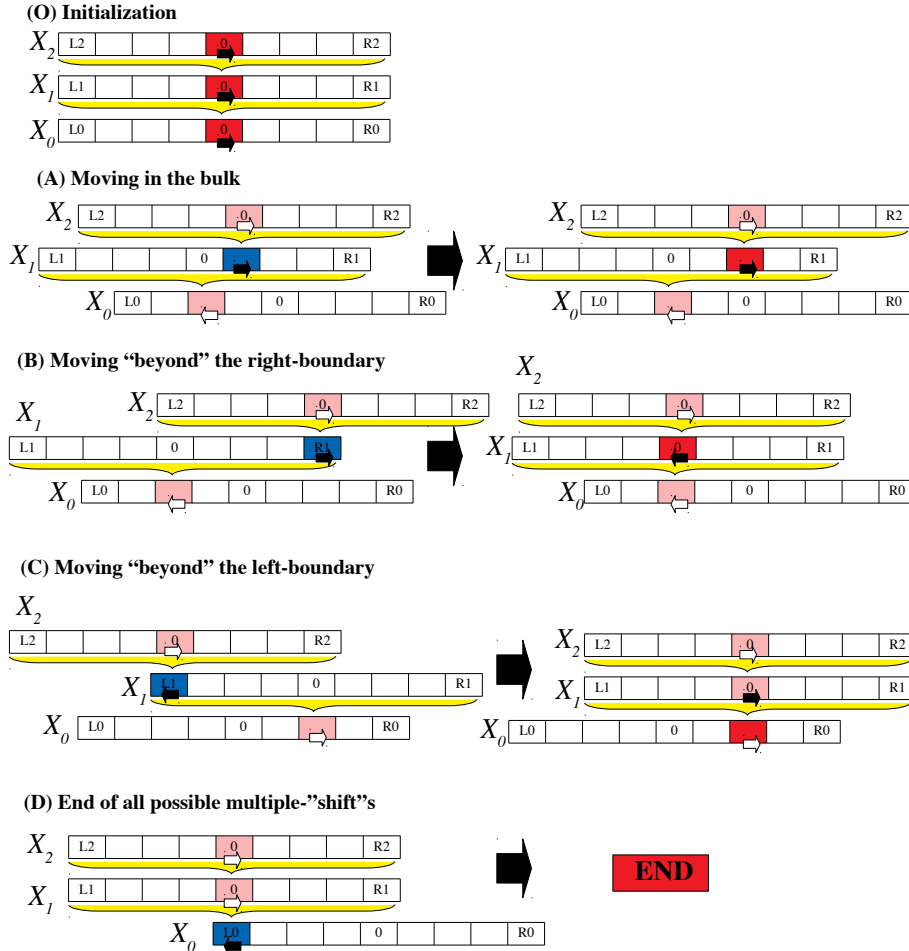 (O) Initialization
X2 L2 0 R2
X1 L1 0 R1
X0 L0 0 R0
(A) Moving in the bulk
X2 L2 0 R2 X2 L2 0 R2
X1 L1 0 R1 X1 L1 0 R1
X0 L0 0 R0 X0 L0 0 R0
(B) Moving “beyond” the right-boundary
X2
X2 L2 0 R2 L2 0 R2
X1
L1 0 R1 X1 L1 0 R1
X0 L0 0 R0 X0 L0 0 R0
(C) Moving “beyond” the left-boundary
X2
L2 0 R2 X2 L2 0 R2
X1 L1 0 R1 X1 L1 0 R1
X0 L0 0 R0 X0 L0 0 R0
(D) End of all possible multiple-”shift”s
X2 L2 0 R2
END
X1 L1 0 R1
X0 L0 0 R0